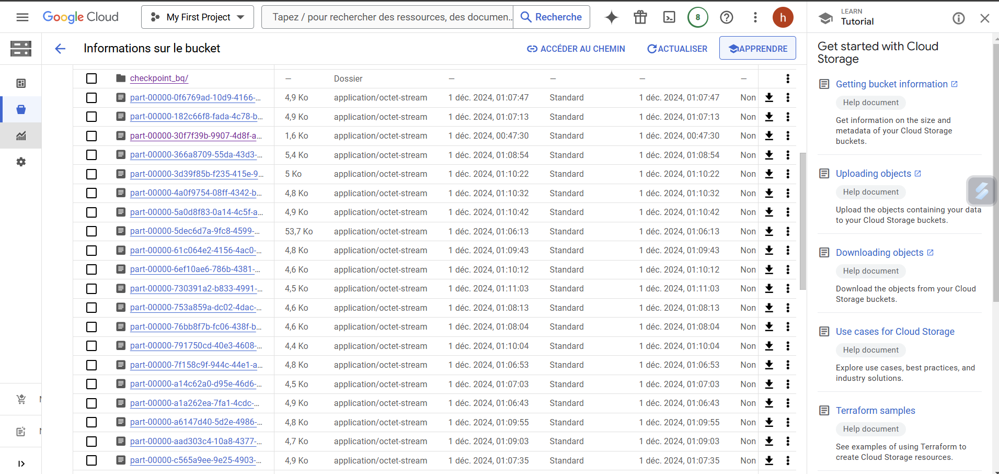 Google Cloud
My First Project
Tapez / pour rechercher des ressources, des documen...
Recherche
8
h
LEARN
Tutorial
Informations sur le bucket
ACCÉDER AU CHEMIN
ACTUALISER
APPRENDRE
checkpoint_bq/ — Dossier — — — —
part-00000-0f6769ad-10d9-4166-... 4,9 Ko application/octet-stream 1 déc. 2024, 01:07:47 Standard 1 déc. 2024, 01:07:47 Non
part-00000-182c66f8-fada-4c78-b... 4,9 Ko application/octet-stream 1 déc. 2024, 01:07:13 Standard 1 déc. 2024, 01:07:13 Non
part-00000-30f7f39b-9907-4d8f-a... 1,6 Ko application/octet-stream 1 déc. 2024, 00:47:30 Standard 1 déc. 2024, 00:47:30 Non
part-00000-366a8709-55da-43d3-... 5,4 Ko application/octet-stream 1 déc. 2024, 01:08:54 Standard 1 déc. 2024, 01:08:54 Non
part-00000-3d39f85b-f235-415e-9... 5 Ko application/octet-stream 1 déc. 2024, 01:10:22 Standard 1 déc. 2024, 01:10:22 Non
part-00000-4a0f9754-08ff-4342-b... 4,8 Ko application/octet-stream 1 déc. 2024, 01:10:32 Standard 1 déc. 2024, 01:10:32 Non
part-00000-5a0d8f83-0a14-4c5f-a... 4,9 Ko application/octet-stream 1 déc. 2024, 01:10:42 Standard 1 déc. 2024, 01:10:42 Non
part-00000-5dec6d7a-9fc8-4599-... 53,7 Ko application/octet-stream 1 déc. 2024, 01:06:13 Standard 1 déc. 2024, 01:06:13 Non
part-00000-61c064e2-4156-4ac0-... 4,8 Ko application/octet-stream 1 déc. 2024, 01:09:43 Standard 1 déc. 2024, 01:09:43 Non
part-00000-6ef10ae6-786b-4381-... 4,6 Ko application/octet-stream 1 déc. 2024, 01:10:12 Standard 1 déc. 2024, 01:10:12 Non
part-00000-730391a2-b833-4991-... 4,5 Ko application/octet-stream 1 déc. 2024, 01:11:03 Standard 1 déc. 2024, 01:11:03 Non
part-00000-753a859a-dc02-4dac-... 4,6 Ko application/octet-stream 1 déc. 2024, 01:08:13 Standard 1 déc. 2024, 01:08:13 Non
part-00000-76bb8f7b-fc06-438f-b... 4,6 Ko application/octet-stream 1 déc. 2024, 01:08:04 Standard 1 déc. 2024, 01:08:04 Non
part-00000-791750cd-40e3-4608-... 4,4 Ko application/octet-stream 1 déc. 2024, 01:10:04 Standard 1 déc. 2024, 01:10:04 Non
part-00000-7f158c9f-944c-44e1-a... 4,8 Ko application/octet-stream 1 déc. 2024, 01:06:53 Standard 1 déc. 2024, 01:06:53 Non
part-00000-a14c62a0-d95e-46d6-... 4,5 Ko application/octet-stream 1 déc. 2024, 01:07:03 Standard 1 déc. 2024, 01:07:03 Non
part-00000-a1a262ea-7fa1-4cdc-... 4,9 Ko application/octet-stream 1 déc. 2024, 01:06:43 Standard 1 déc. 2024, 01:06:43 Non
part-00000-a6147d40-5d2e-4986-... 4,8 Ko application/octet-stream 1 déc. 2024, 01:09:55 Standard 1 déc. 2024, 01:09:55 Non
part-00000-aad303c4-10a8-4377-... 4,7 Ko application/octet-stream 1 déc. 2024, 01:09:03 Standard 1 déc. 2024, 01:09:03 Non
part-00000-c565a9ee-9e25-4903-... 4,9 Ko application/octet-stream 1 déc. 2024, 01:07:35 Standard 1 déc. 2024, 01:07:35 Non
Get started with Cloud
Storage
Getting bucket information
Help document
Get information on the size and
metadata of your Cloud Storage
buckets.
Uploading objects
Help document
Upload the objects containing your data
to your Cloud Storage buckets.
Downloading objects
Help document
Download the objects from your Cloud
Storage buckets.
Use cases for Cloud Storage
Help document
Explore use cases, best practices, and
industry solutions.
Terraform samples
Help document
See examples of using Terraform to
create Cloud Storage resources.